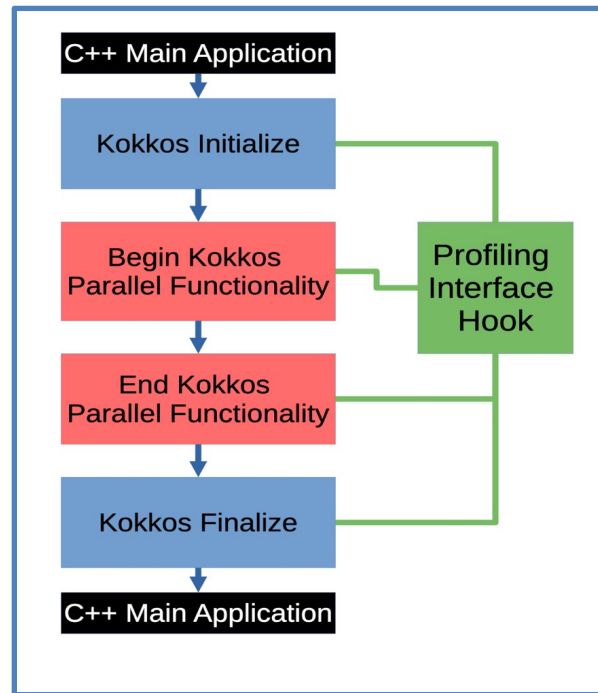 C++ Main Application
Kokkos Initialize
Begin Kokkos
Parallel Functionality
Profiling
Interface
Hook
End Kokkos
Parallel Functionality
Kokkos Finalize
C++ Main Application